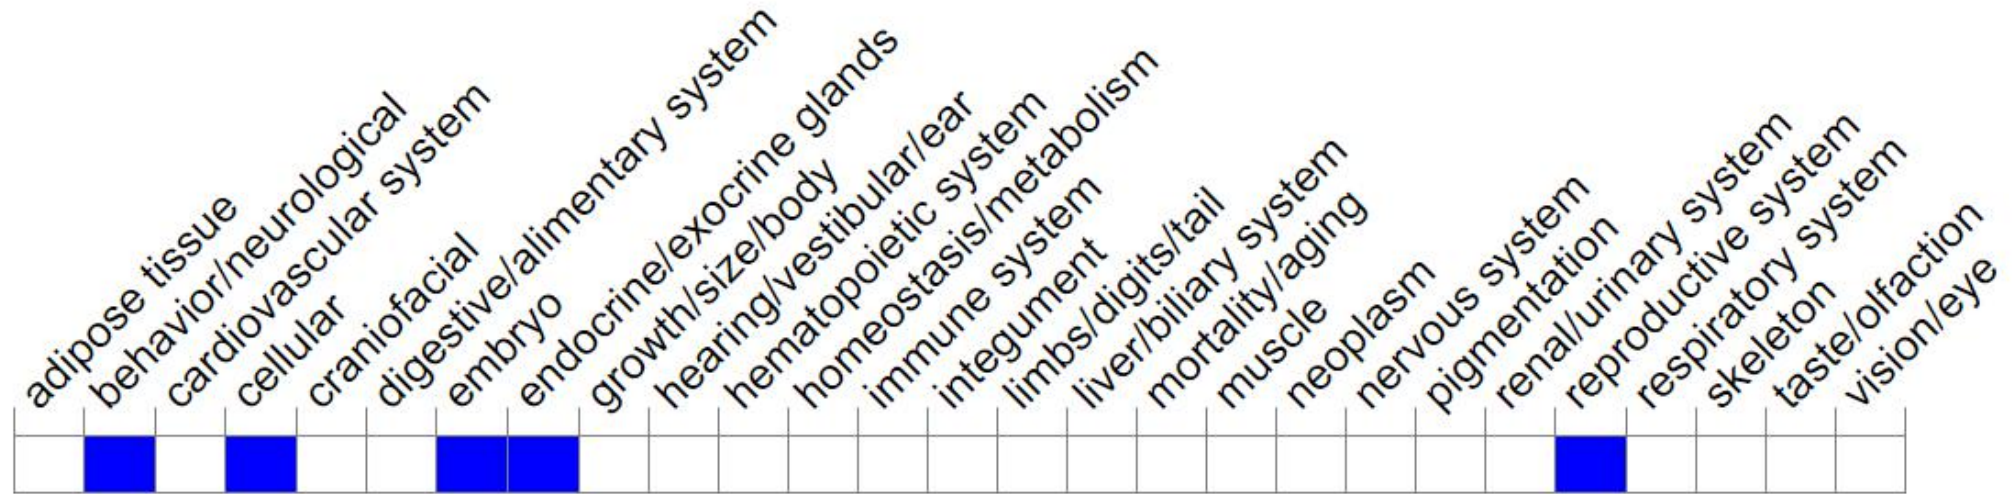 adipose tissue
behavior/neurological
cardiovascular system
cellular
craniofacial
digestive/alimentary system
embryo
endocrine/exocrine glands
growth/size/body
hearing/vestibular/ear
hematopoietic system
homeostasis/metabolism
immune system
integument
limbs/digits/tail
liver/biliary system
mortality/aging
muscle
neoplasm
nervous system
pigmentation
renal/urinary system
reproductive system
respiratory system
skeleton
taste/olfaction
vision/eye